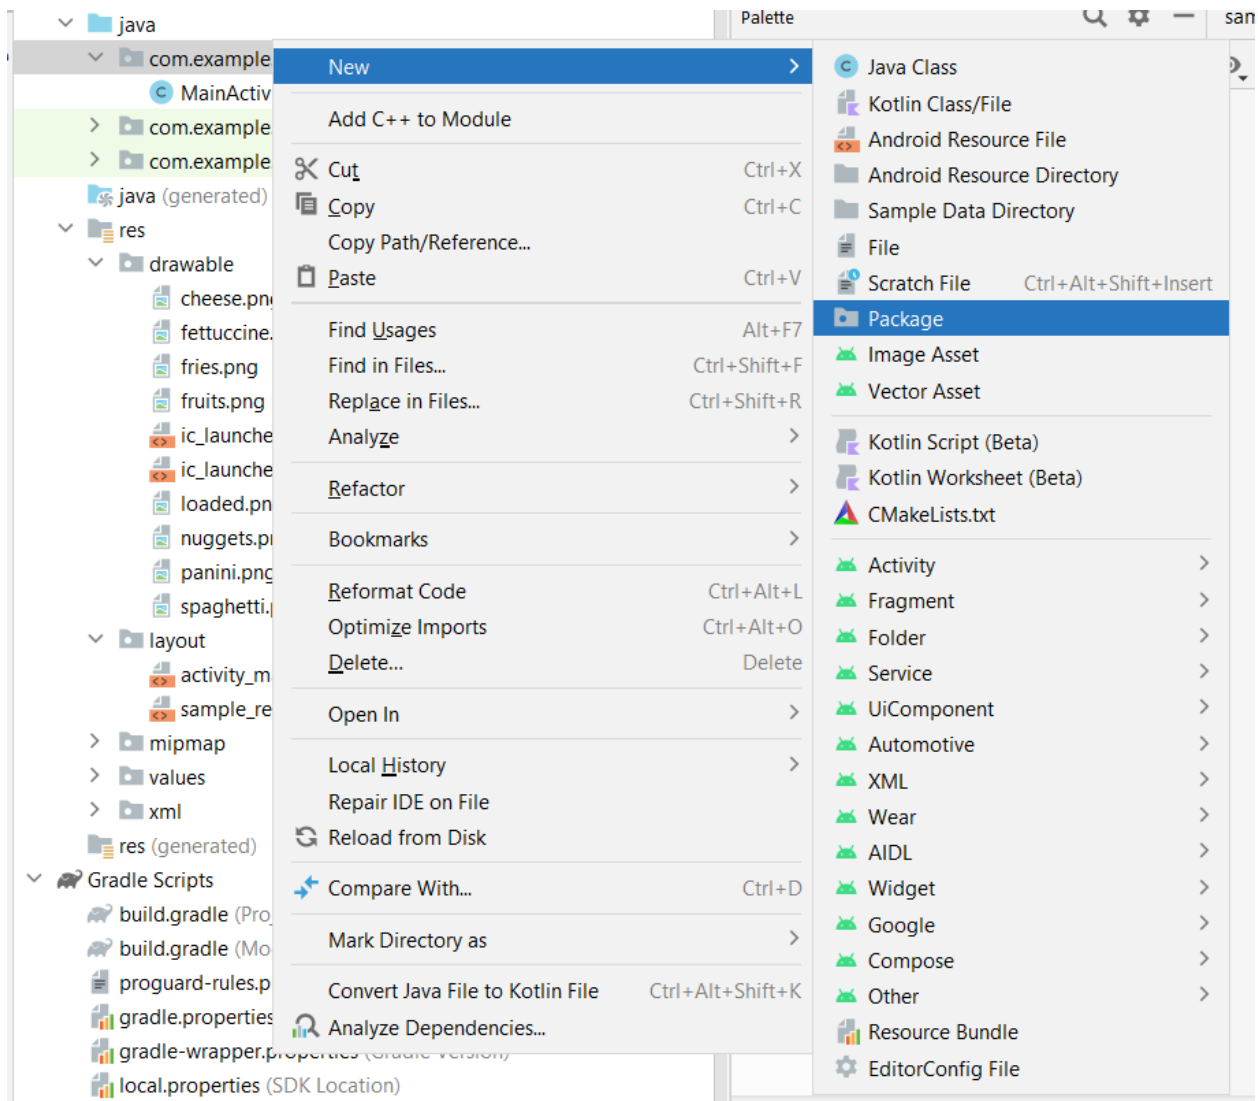 java
com.example
MainActiv
com.example
com.example
java (generated)
res
drawable
cheese.png
fettuccine.
fries.png
fruits.png
ic_launche
ic_launche
loaded.pn
nuggets.p
panini.png
spaghetti.
layout
activity_m
sample_re
mipmap
values
xml
res (generated)
Gradle Scripts
build.gradle (Pro
build.gradle (Mo
proguard-rules.p
gradle.properties
gradle-wrapper.properties (Gradle Version)
local.properties (SDK Location)
New
Add C++ to Module
Cut Ctrl+X
Copy Ctrl+C
Copy Path/Reference...
Paste Ctrl+V
Find Usages Alt+F7
Find in Files... Ctrl+Shift+F
Replace in Files... Ctrl+Shift+R
Analyze
Refactor
Bookmarks
Reformat Code Ctrl+Alt+L
Optimize Imports Ctrl+Alt+O
Delete... Delete
Open In
Local History
Repair IDE on File
Reload from Disk
Compare With... Ctrl+D
Mark Directory as
Convert Java File to Kotlin File Ctrl+Alt+Shift+K
Analyze Dependencies...
Palette
sam
Java Class
Kotlin Class/File
Android Resource File
Android Resource Directory
Sample Data Directory
File
Scratch File Ctrl+Alt+Shift+Insert
Package
Image Asset
Vector Asset
Kotlin Script (Beta)
Kotlin Worksheet (Beta)
CMakeLists.txt
Activity
Fragment
Folder
Service
UiComponent
Automotive
XML
Wear
AIDL
Widget
Google
Compose
Other
Resource Bundle
EditorConfig File